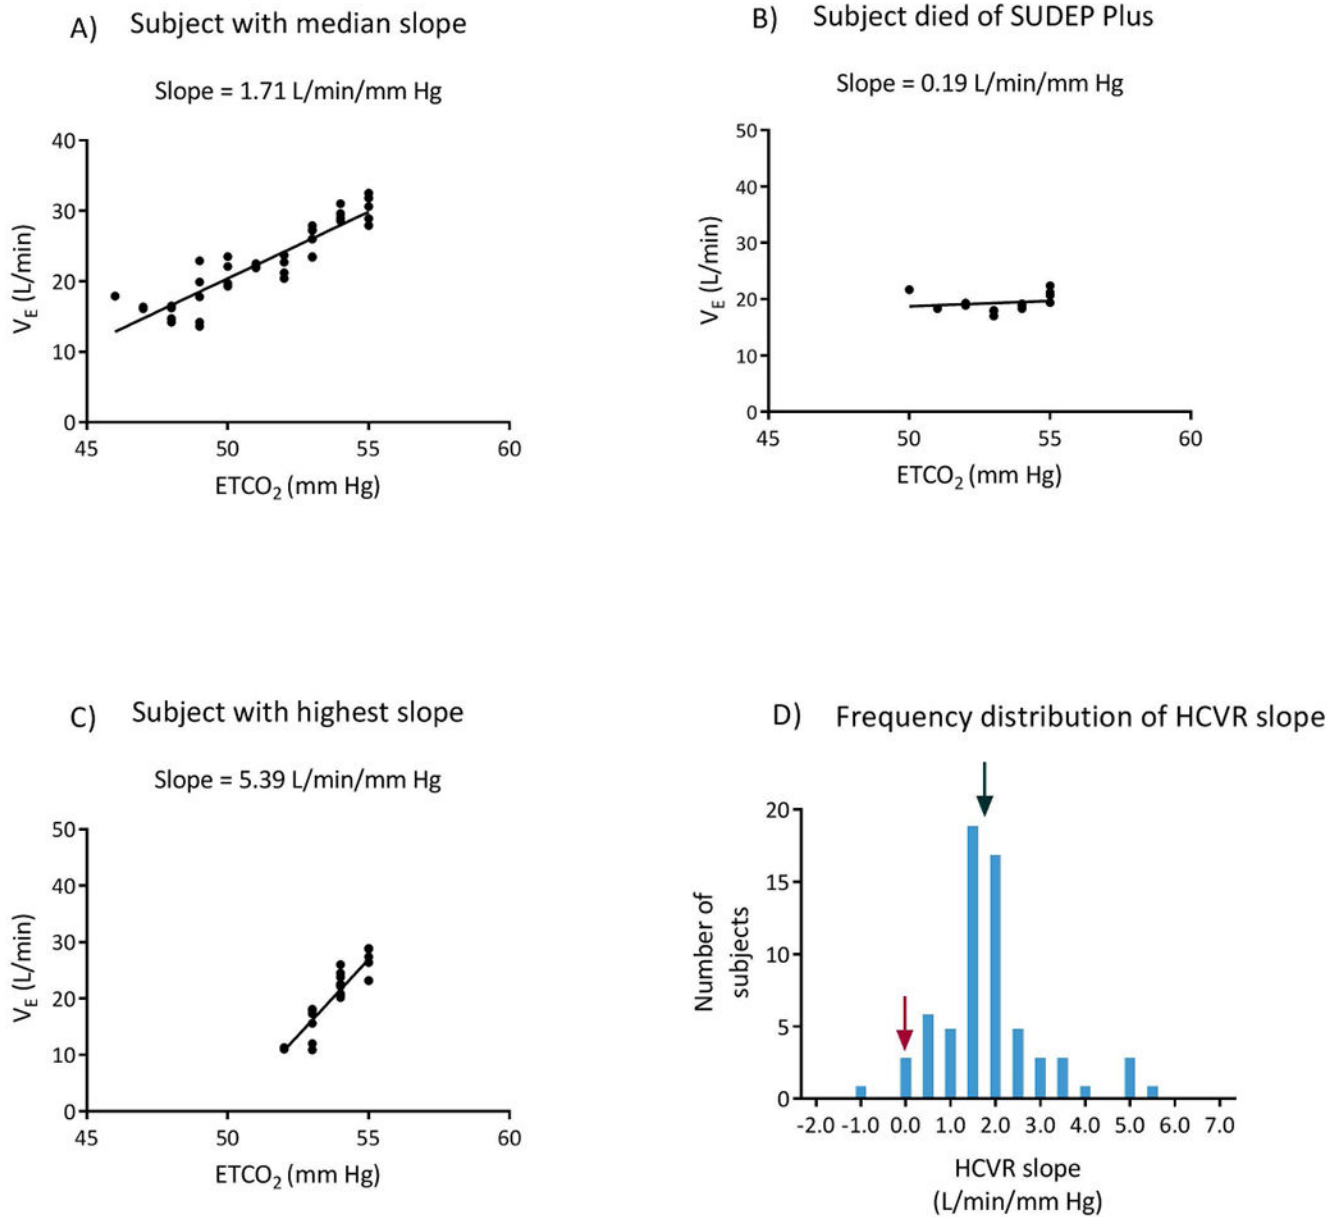 A) Subject with median slope
Slope = 1.71 L/min/mm Hg
40
30
20
10
0
45 50 55 60
V_E (L/min)
ETCO₂ (mm Hg)
B) Subject died of SUDEP Plus
Slope = 0.19 L/min/mm Hg
50
40
30
20
10
0
45 50 55 60
V_E (L/min)
ETCO₂ (mm Hg)
C) Subject with highest slope
Slope = 5.39 L/min/mm Hg
50
40
30
20
10
0
45 50 55 60
V_E (L/min)
ETCO₂ (mm Hg)
D) Frequency distribution of HCVR slope
20
15
10
5
0
-2.0 -1.0 0.0 1.0 2.0 3.0 4.0 5.0 6.0 7.0
Number of
subjects
HCVR slope
(L/min/mm Hg)